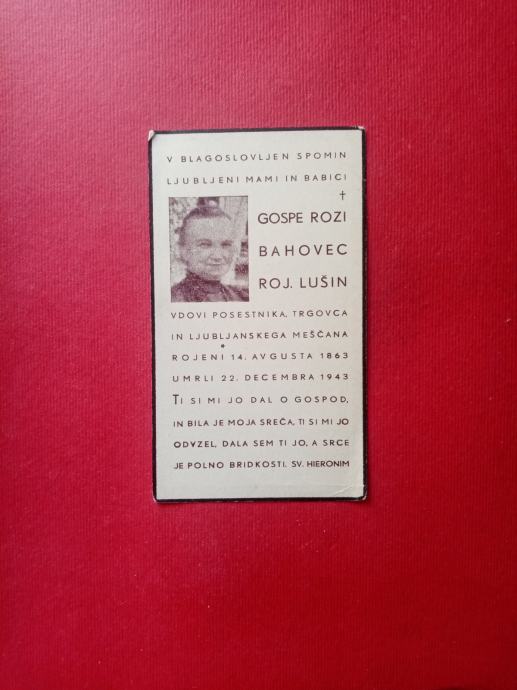 V BLAGOSLOVLJEN SPOMIN
LJUBLJENI MAMI IN BABICI
†
GOSPE ROZI
BAHOVEC
ROJ. LUŠIN
VDOVI POSESTNIKA, TRGOVCA
IN LJUBLJANSKEGA MEŠČANA
ROJENI * 14. AVGUSTA 1863
UMRLI 22. DECEMBRA 1943
TI SI MI JO DAL O GOSPOD,
IN BILA JE MOJA SREČA, TI SI MI JO
ODVZEL, DALA SEM TI JO, A SRCE
JE POLNO BRIDKOSTI. SV. HIERONIM